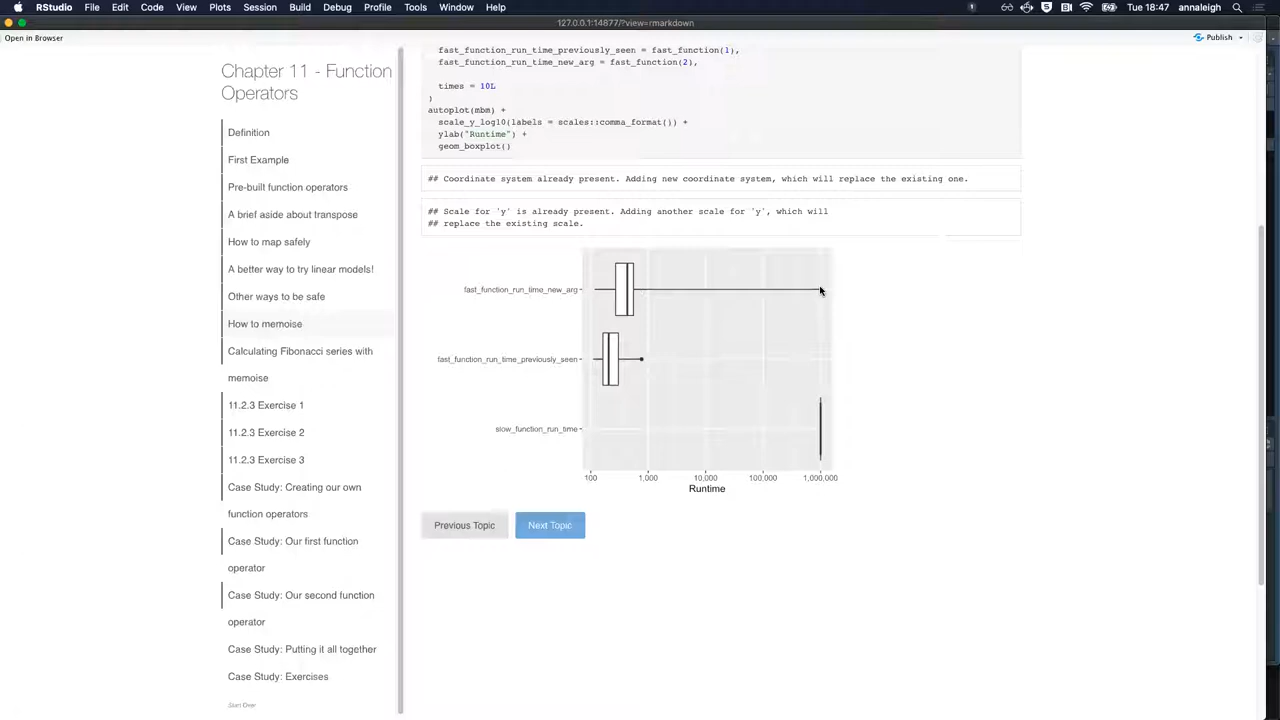 RStudio File Edit Code View Plots Session Build Debug Profile Tools Window Help Tue 18:47 annaleigh
127.0.0.1:14877/?view=rmarkdown
Open in Browser
Publish
Chapter 11 - Function
Operators
Definition
First Example
Pre-built function operators
A brief aside about transpose
How to map safely
A better way to try linear models!
Other ways to be safe
How to memoise
Calculating Fibonacci series with
memoise
11.2.3 Exercise 1
11.2.3 Exercise 2
11.2.3 Exercise 3
Case Study: Creating our own
function operators
Case Study: Our first function
operator
Case Study: Our second function
operator
Case Study: Putting it all together
Case Study: Exercises
Start Over
fast_function_run_time_previously_seen = fast_function(1),
fast_function_run_time_new_arg = fast_function(2),
times = 10L
)
autoplot(mbm) +
scale_y_log10(labels = scales::comma_format()) +
ylab("Runtime") +
geom_boxplot()
## Coordinate system already present. Adding new coordinate system, which will replace the existing one.
## Scale for 'y' is already present. Adding another scale for 'y', which will
## replace the existing scale.
fast_function_run_time_new_arg
fast_function_run_time_previously_seen
slow_function_run_time
100 1,000 10,000 100,000 1,000,000
Runtime
Previous Topic Next Topic